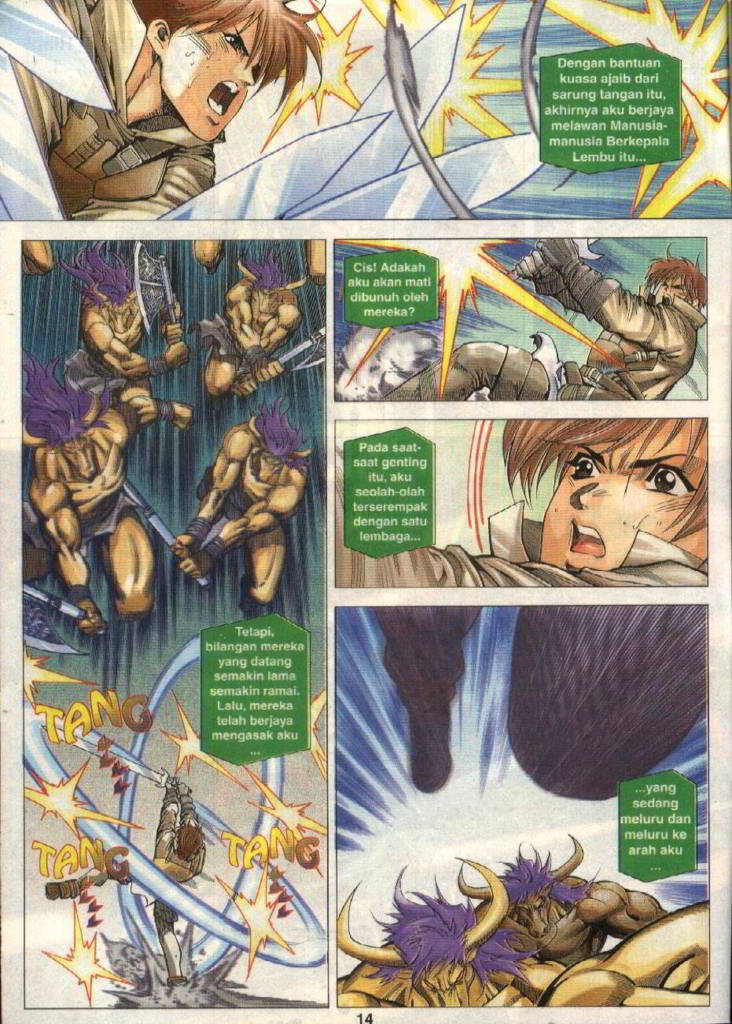 Dengan bantuan
kuasa ajaib dari
sarung tangan itu,
akhirnya aku berjaya
melawan Manusia-
manusia Berkepala
Lembu itu...
Tetapi,
bilangan mereka
yang datang
semakin lama
semakin ramai.
Lalu, mereka
telah berjaya
mengasak aku
...
TANG
TANG
TANG
Cis! Adakah
aku akan mati
dibunuh oleh
mereka?
Pada saat-
saat genting
itu, aku
seolah-olah
terserempak
dengan satu
lembaga...
...yang
sedang
meluru dan
meluru ke
arah aku
...
14